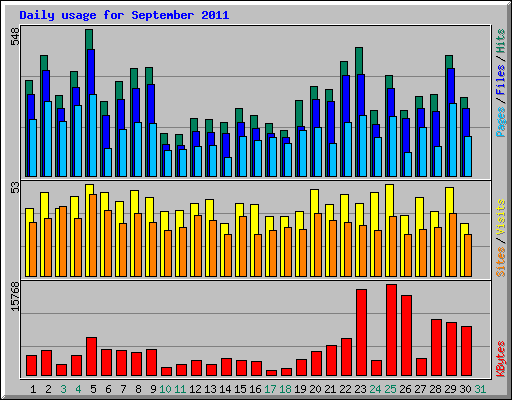 Daily usage for September 2011
548
Pages / Files / Hits
53
Sites / Visits
15768
KBytes
1 2 3 4 5 6 7 8 9 10 11 12 13 14 15 16 17 18 19 20 21 22 23 24 25 26 27 28 29 30 31